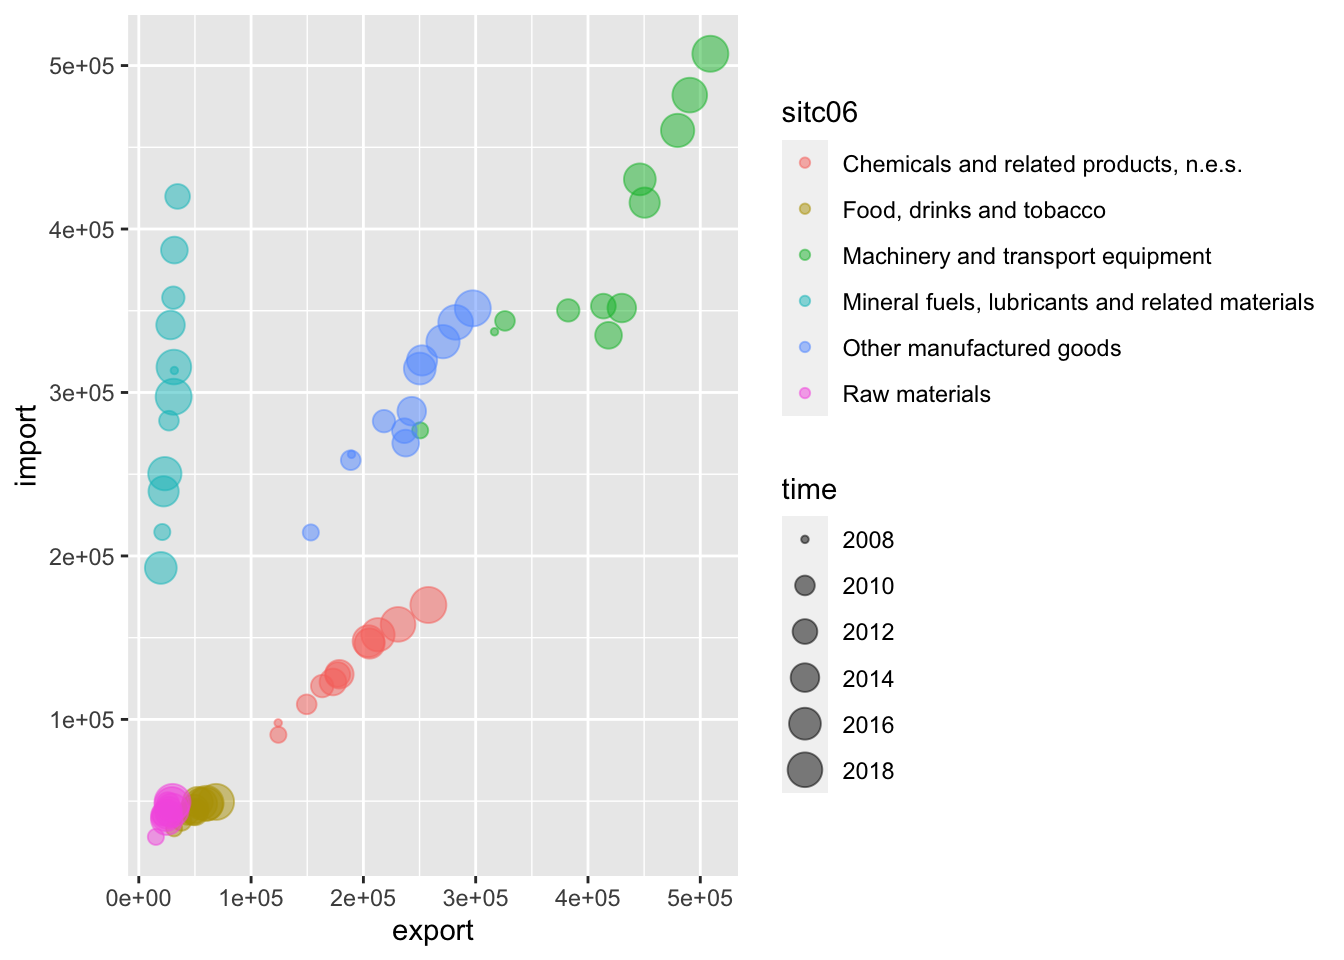 5e+05
4e+05
3e+05
2e+05
1e+05
import
0e+00 1e+05 2e+05 3e+05 4e+05 5e+05
export
sitc06
Chemicals and related products, n.e.s.
Food, drinks and tobacco
Machinery and transport equipment
Mineral fuels, lubricants and related materials
Other manufactured goods
Raw materials
time
2008
2010
2012
2014
2016
2018